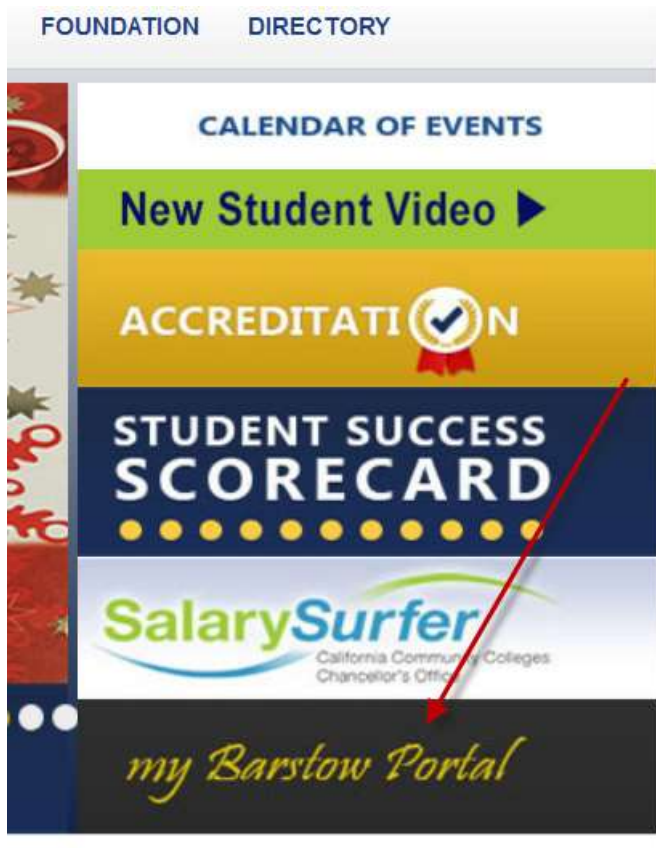 FOUNDATION DIRECTORY
CALENDAR OF EVENTS
New Student Video
ACCREDITATION
STUDENT SUCCESS
SCORECARD
SalarySurfer
California Community Colleges
Chancellor's Office
my Barstow Portal